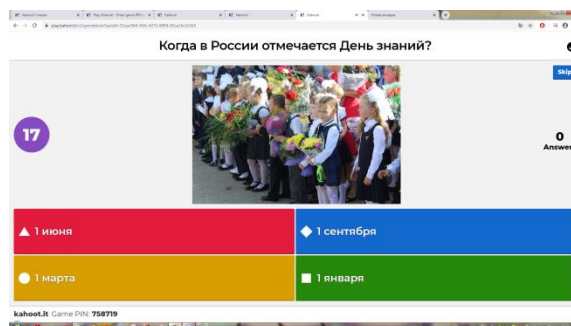 Когда в России отмечается День знаний?
Skip
17
0
Answer
1 июня
1 сентября
1 марта
1 января
kahoot.it Game PIN: 758719